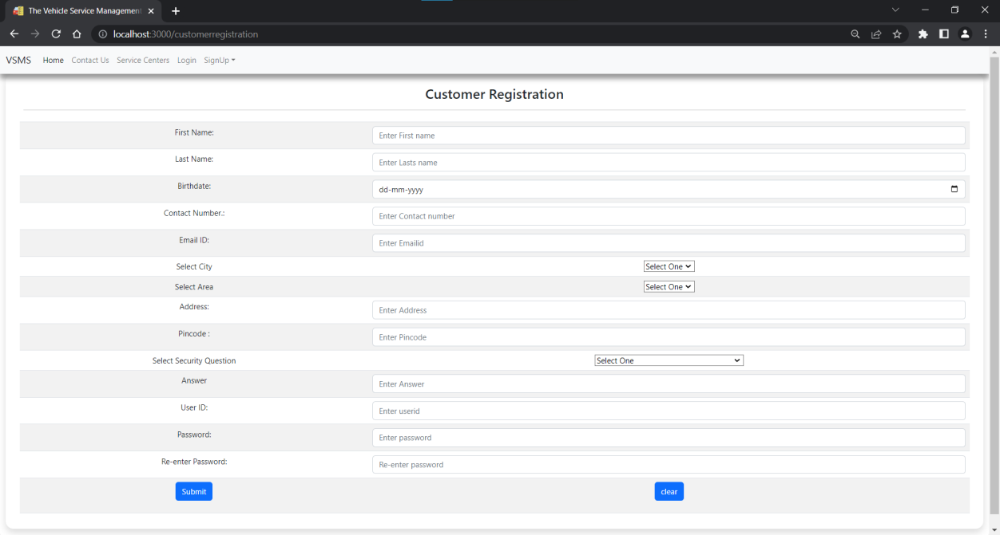 The Vehicle Service Management
localhost:3000/customerregistration
VSMS Home Contact Us Service Centers Login SignUp
Customer Registration
First Name: Enter First name
Last Name: Enter Lasts name
Birthdate: dd-mm-yyyy
Contact Number.: Enter Contact number
Email ID: Enter Emailid
Select City Select One
Select Area Select One
Address: Enter Address
Pincode : Enter Pincode
Select Security Question Select One
Answer Enter Answer
User ID: Enter userid
Password: Enter password
Re-enter Password: Re-enter password
Submit clear